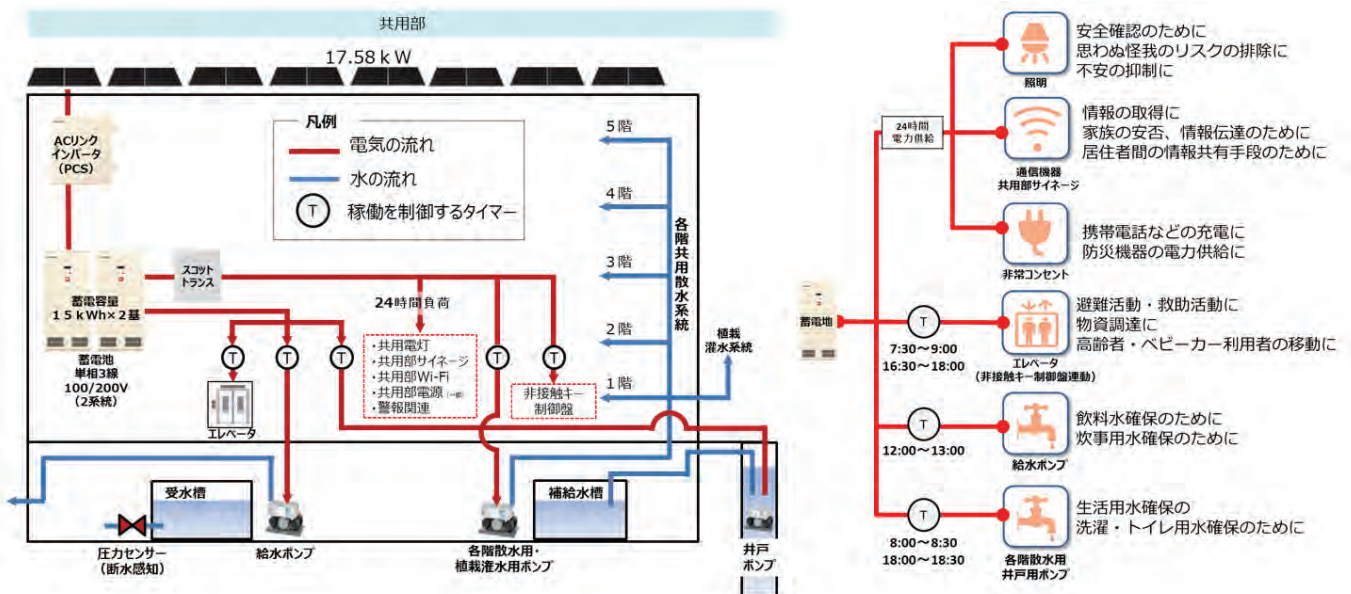 共用部
17.58ｋW
ACリンク
インバータ
(PCS)
凡例
電気の流れ
水の流れ
T
稼働を制御するタイマー
5階
4階
3階
2階
1階
各階共用散水系統
植栽
灌水系統
スコット
トランス
蓄電容量
１５kWh×２基
蓄電池
単相3線
100/200V
(2系統)
24時間負荷
・共用電灯
・共用部サイネージ
・共用部Wi-Fi
・共用部電源(一部)
・警報関連
T
T
T
T
T
非接触キー
制御盤
エレベータ
受水槽
補給水槽
圧力センサー
(断水感知)
給水ポンプ
各階散水用・
植栽灌水用ポンプ
井戸
ポンプ
蓄電地
24時間
電力供給
照明
安全確認のために
思わぬ怪我のリスクの排除に
不安の抑制に
通信機器
共用部サイネージ
情報の取得に
家族の安否、情報伝達のために
居住者間の情報共有手段のために
非常コンセント
携帯電話などの充電に
防災機器の電力供給に
T
7:30～9:00
16:30～18:00
エレベータ
(非接触キー制御盤連動)
避難活動・救助活動に
物資調達に
高齢者・ベビーカー利用者の移動に
T
12:00～13:00
給水ポンプ
飲料水確保のために
炊事用水確保のために
T
8:00～8:30
18:00～18:30
各階散水用
井戸用ポンプ
生活用水確保の
洗濯・トイレ用水確保のために